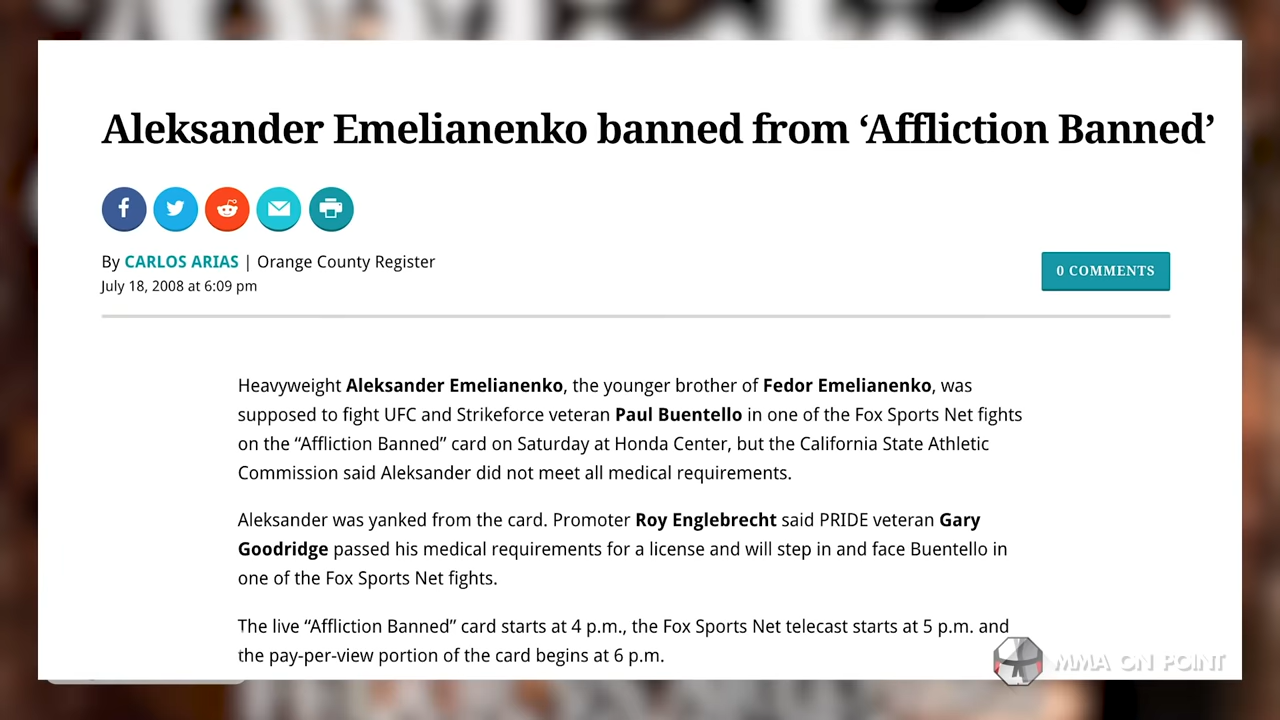 Aleksander Emelianenko banned from ‘Affliction Banned’
By CARLOS ARIAS | Orange County Register
July 18, 2008 at 6:09 pm
0 COMMENTS
Heavyweight Aleksander Emelianenko, the younger brother of Fedor Emelianenko, was
supposed to fight UFC and Strikeforce veteran Paul Buentello in one of the Fox Sports Net fights
on the “Affliction Banned” card on Saturday at Honda Center, but the California State Athletic
Commission said Aleksander did not meet all medical requirements.
Aleksander was yanked from the card. Promoter Roy Englebrecht said PRIDE veteran Gary
Goodridge passed his medical requirements for a license and will step in and face Buentello in
one of the Fox Sports Net fights.
The live “Affliction Banned” card starts at 4 p.m., the Fox Sports Net telecast starts at 5 p.m. and
the pay-per-view portion of the card begins at 6 p.m.
MMA ON POINT